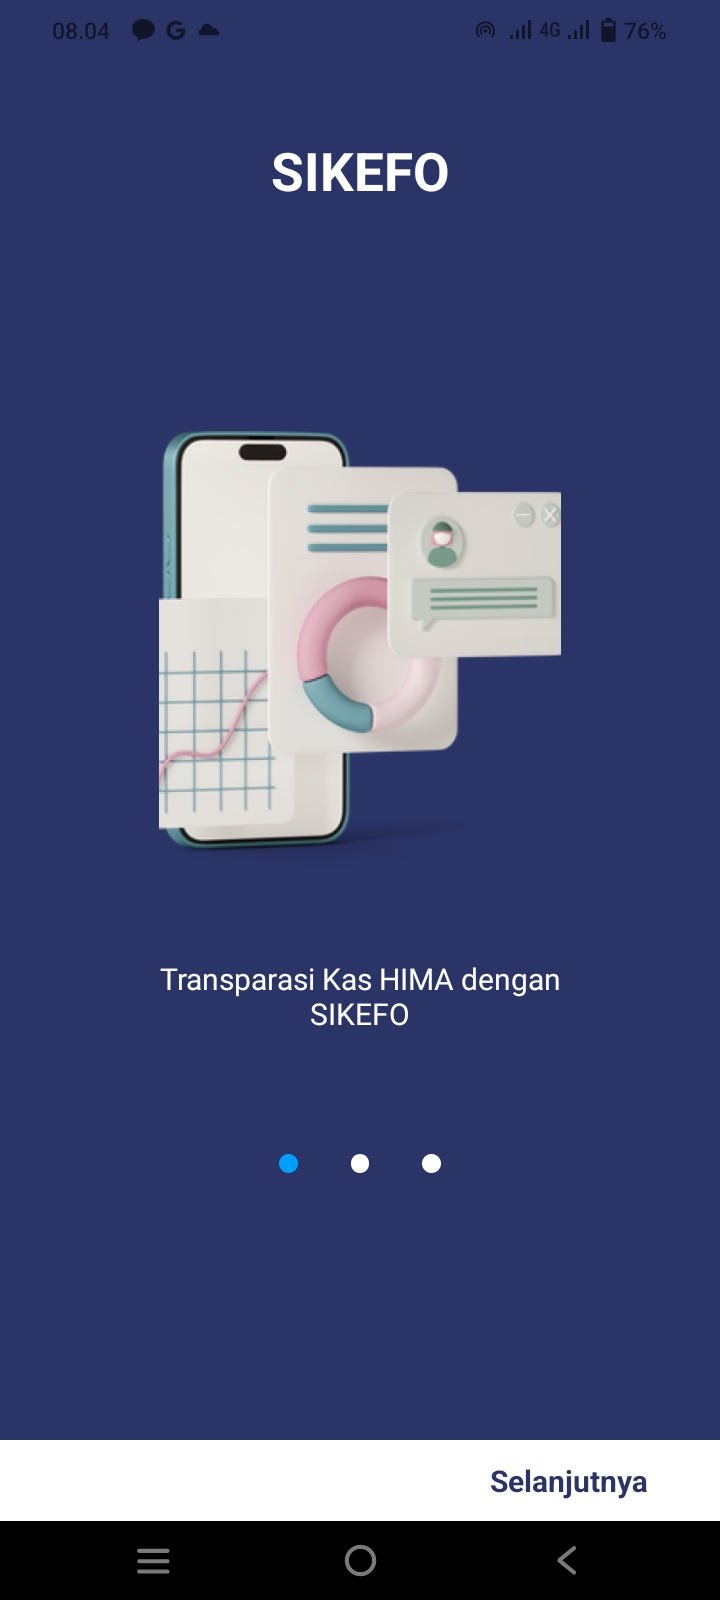 08.04 4G 76%
SIKEFO
Transparasi Kas HIMA dengan
SIKEFO
Selanjutnya